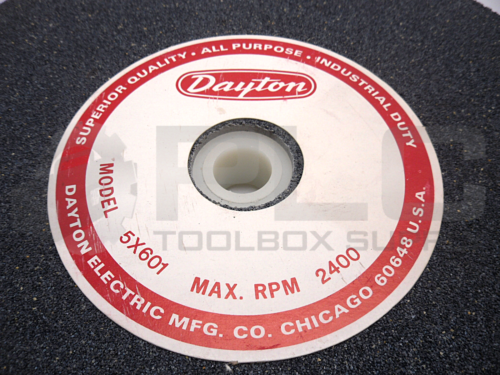 SUPERIOR QUALITY · ALL PURPOSE · INDUSTRIAL DUTY
Dayton
MODEL 5X601 MAX. RPM 2400
DAYTON ELECTRIC MFG. CO. CHICAGO 60648 U.S.A.
PLC
TOOLBOX